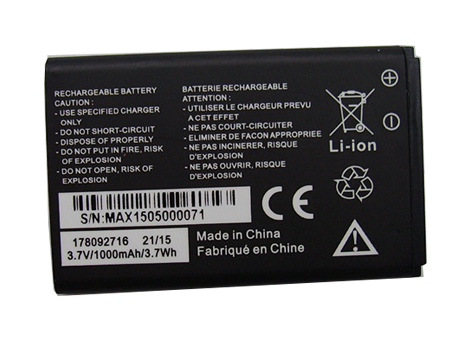 RECHARGEABLE BATTERY
ATTENTION :
- USE SPECIFIED CHARGER
ONLY
- DO NOT SHORT-CIRCUIT
- DISPOSE OF PROPERLY
- DO NOT PUT IN FIRE, RISK
OF EXPLOSION
- DO NOT OPEN, RISK OF
EXPLOSION
BATTERIE RECHARGEABLE
ATTENTION :
- UTILISEZ LE CHARGEUR PREVU
A CET EFFET
- NE PAS COURT-CIRCUITER
- ELIMINER DE FACON APPROPRIEE
- NE PAS INCINERER, RISQUE
D'EXPLOSION
- NE PAS OUVRIR, RISQUE
D'EXPLOSION
+
-
Li-ion
S/N:MAX1505000071
178092716 21/15
3.7V/1000mAh/3.7Wh
Made in China
Fabriqué en Chine